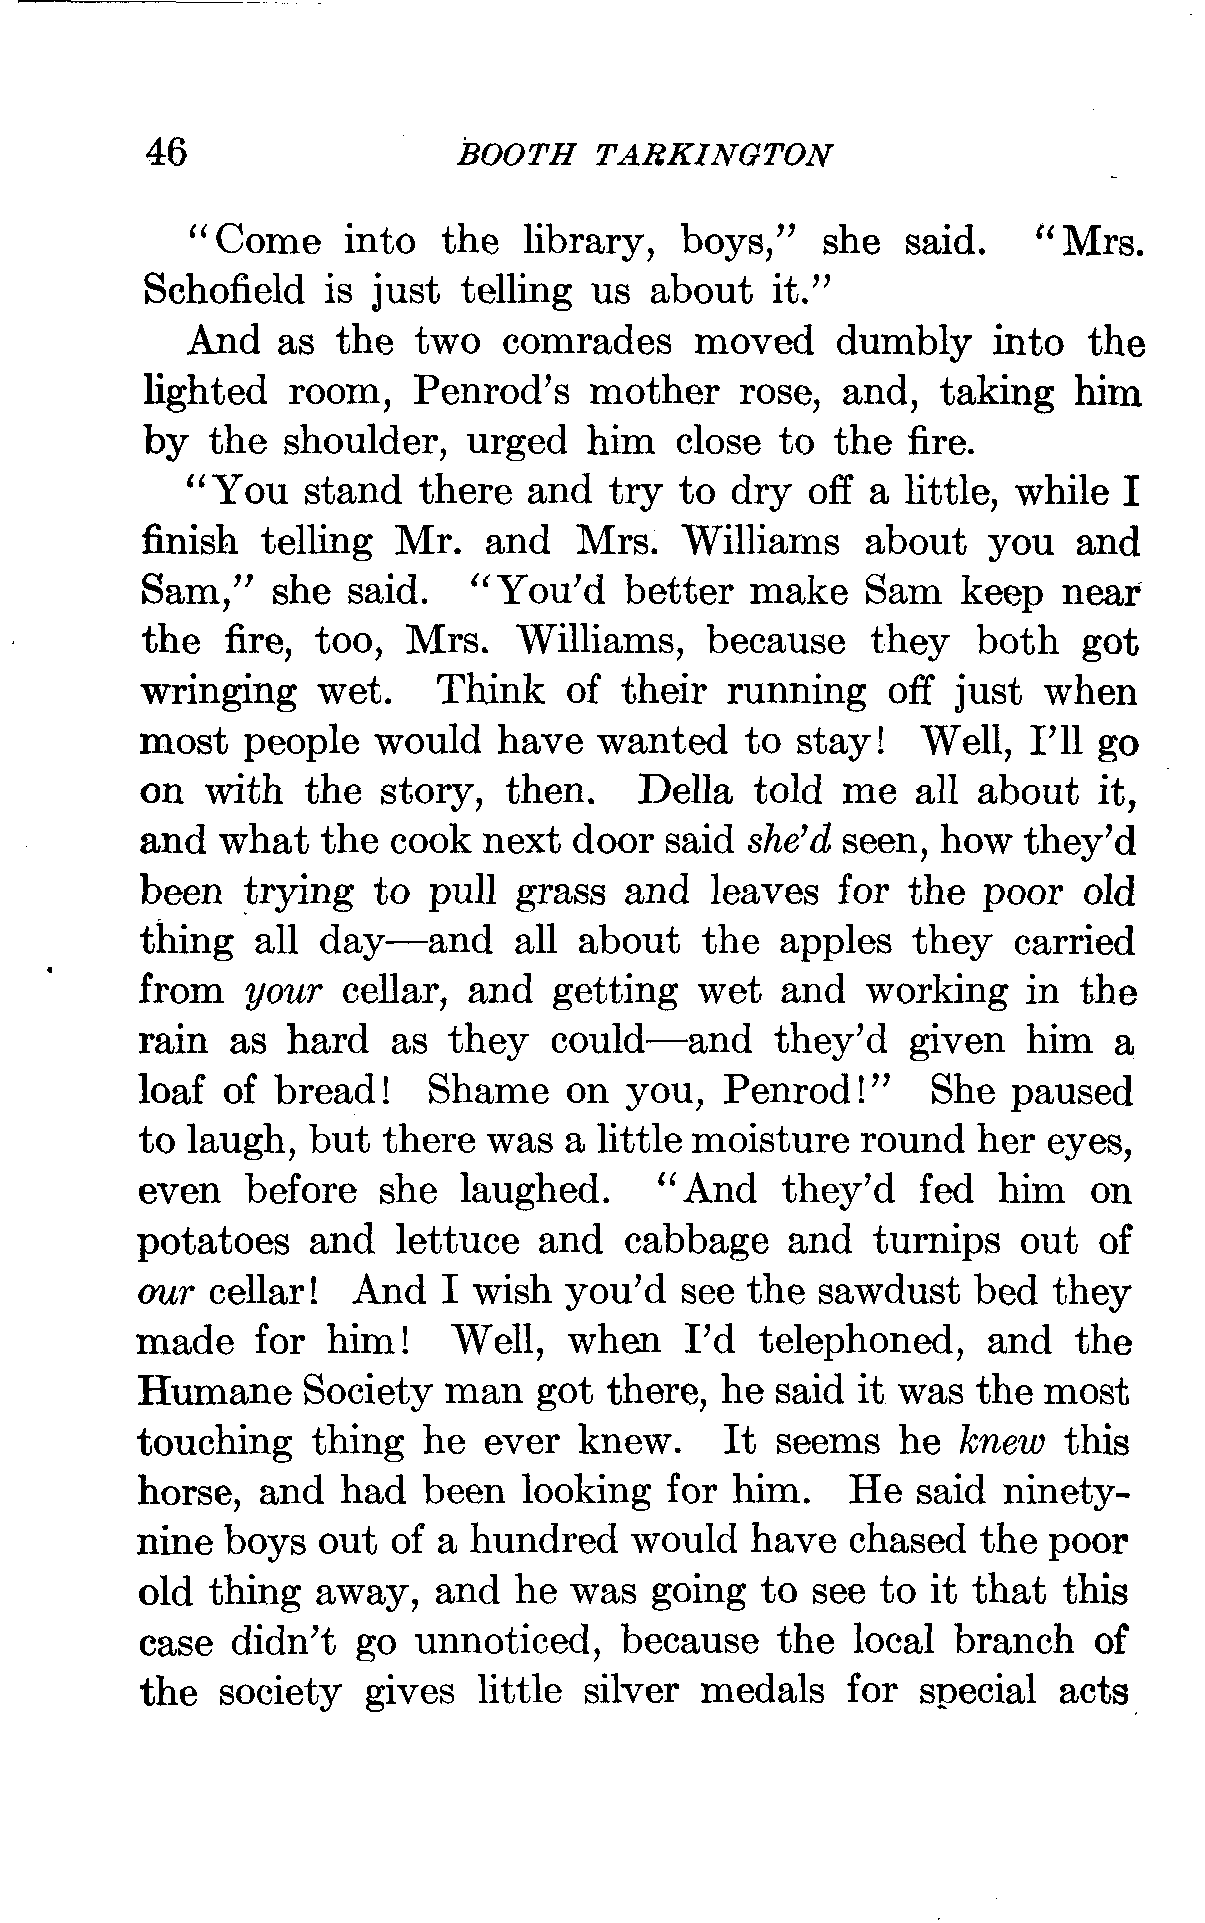 46 BOOTH TARKINGTON
“Come into the library, boys,” she said. “Mrs.
Schofield is just telling us about it.”
And as the two comrades moved dumbly into the
lighted room, Penrod’s mother rose, and, taking him
by the shoulder, urged him close to the fire.
“You stand there and try to dry off a little, while I
finish telling Mr. and Mrs. Williams about you and
Sam,” she said. “You’d better make Sam keep near
the fire, too, Mrs. Williams, because they both got
wringing wet. Think of their running off just when
most people would have wanted to stay! Well, I’ll go
on with the story, then. Della told me all about it,
and what the cook next door said she’d seen, how they’d
been trying to pull grass and leaves for the poor old
thing all day—and all about the apples they carried
from your cellar, and getting wet and working in the
rain as hard as they could—and they’d given him a
loaf of bread! Shame on you, Penrod!” She paused
to laugh, but there was a little moisture round her eyes,
even before she laughed. “And they’d fed him on
potatoes and lettuce and cabbage and turnips out of
our cellar! And I wish you’d see the sawdust bed they
made for him! Well, when I’d telephoned, and the
Humane Society man got there, he said it was the most
touching thing he ever knew. It seems he knew this
horse, and had been looking for him. He said ninety-
nine boys out of a hundred would have chased the poor
old thing away, and he was going to see to it that this
case didn’t go unnoticed, because the local branch of
the society gives little silver medals for special acts